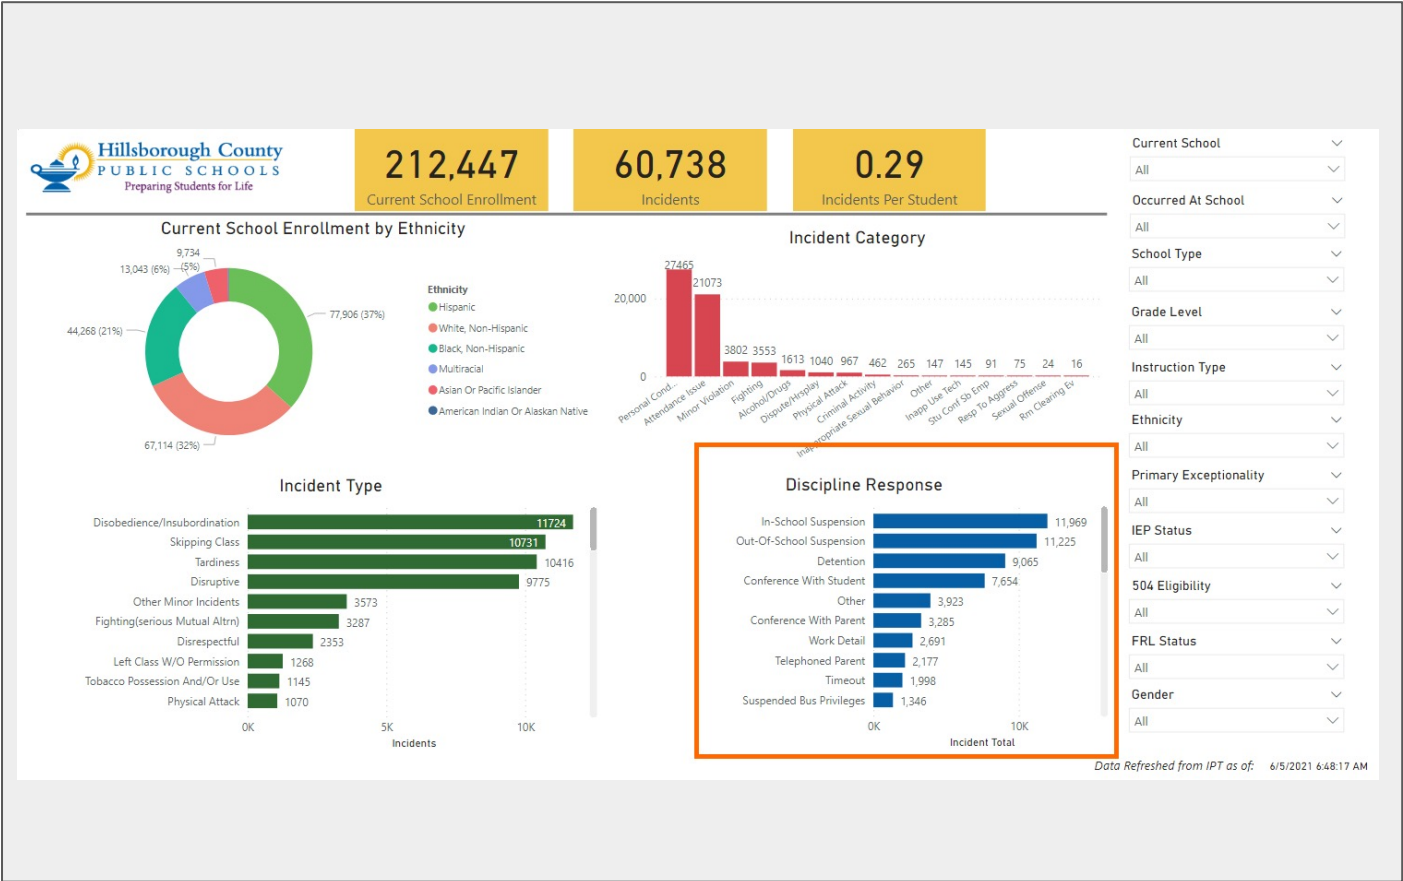 Hillsborough County
PUBLIC SCHOOLS
Preparing Students for Life
212,447
Current School Enrollment
60,738
Incidents
0.29
Incidents Per Student
Current School Enrollment by Ethnicity
9,734
(5%)
13,043 (6%)
77,906 (37%)
44,268 (21%)
67,114 (32%)
Ethnicity
Hispanic
White, Non-Hispanic
Black, Non-Hispanic
Multiracial
Asian Or Pacific Islander
American Indian Or Alaskan Native
Incident Category
20,000
0
27465
21073
3802
3553
1613
1040
967
462
265
147
145
91
75
24
16
Personal Cond...
Attendance Issue
Minor Violation
Fighting
Alcohol/Drugs
Dispute/Hrsplay
Physical Attack
Criminal Activity
Inappropriate Sexual Behavior
Other
Inapp Use Tech
Stu Conf Sb Emp
Resp To Aggress
Sexual Offense
Rm Clearing Ev
Incident Type
Disobedience/Insubordination 11724
Skipping Class 10731
Tardiness 10416
Disruptive 9775
Other Minor Incidents 3573
Fighting(serious Mutual Altrn) 3287
Disrespectful 2353
Left Class W/O Permission 1268
Tobacco Possession And/Or Use 1145
Physical Attack 1070
0K 5K 10K
Incidents
Discipline Response
In-School Suspension 11,969
Out-Of-School Suspension 11,225
Detention 9,065
Conference With Student 7,654
Other 3,923
Conference With Parent 3,285
Work Detail 2,691
Telephoned Parent 2,177
Timeout 1,998
Suspended Bus Privileges 1,346
0K 10K
Incident Total
Current School
All
Occurred At School
All
School Type
All
Grade Level
All
Instruction Type
All
Ethnicity
All
Primary Exceptionality
All
IEP Status
All
504 Eligibility
All
FRL Status
All
Gender
All
Data Refreshed from IPT as of: 6/5/2021 6:48:17 AM